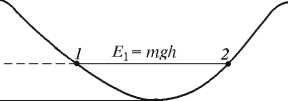 1 E₁ = mgh 2